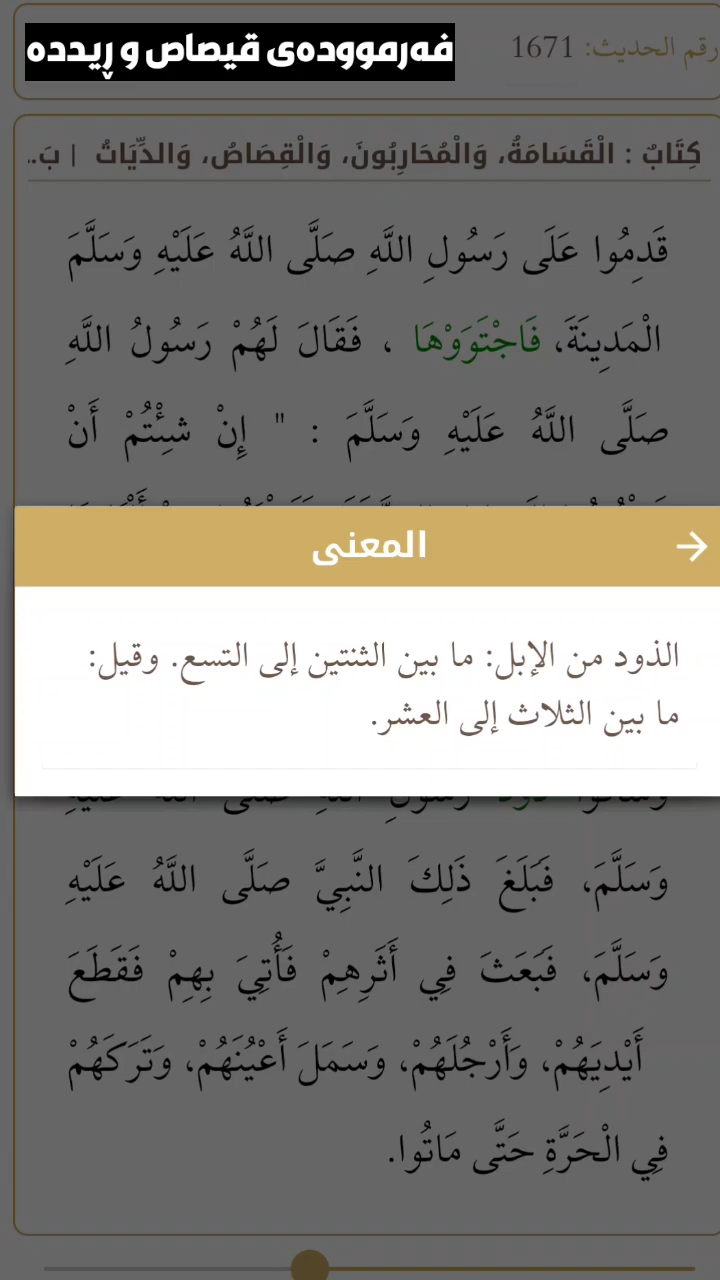 فەرموودەی قیصاص و ڕیددە
رقم الحديث: 1671
كِتَابٌ : الْقَسَامَةُ، وَالْمُحَارِبُونَ، وَالْقِصَاصُ، وَالدِّيَاتُ | بَ..
قَدِمُوا عَلَى رَسُولِ اللَّهِ صَلَّى اللَّهُ عَلَيْهِ وَسَلَّمَ
الْمَدِينَةَ، فَاجْتَوَوْهَا ، فَقَالَ لَهُمْ رَسُولُ اللَّهِ
صَلَّى اللَّهُ عَلَيْهِ وَسَلَّمَ : " إِنْ شِئْتُمْ أَنْ
المعنى
الذود من الإبل: ما بين الثنتين إلى التسع. وقيل:
ما بين الثلاث إلى العشر.
وَسَلَّمَ، فَبَلَغَ ذَلِكَ النَّبِيَّ صَلَّى اللَّهُ عَلَيْهِ
وَسَلَّمَ، فَبَعَثَ فِي أَثَرِهِمْ فَأُتِيَ بِهِمْ فَقَطَعَ
أَيْدِيَهُمْ، وَأَرْجُلَهُمْ، وَسَمَلَ أَعْيُنَهُمْ، وَتَرَكَهُمْ
فِي الْحَرَّةِ حَتَّى مَاتُوا.